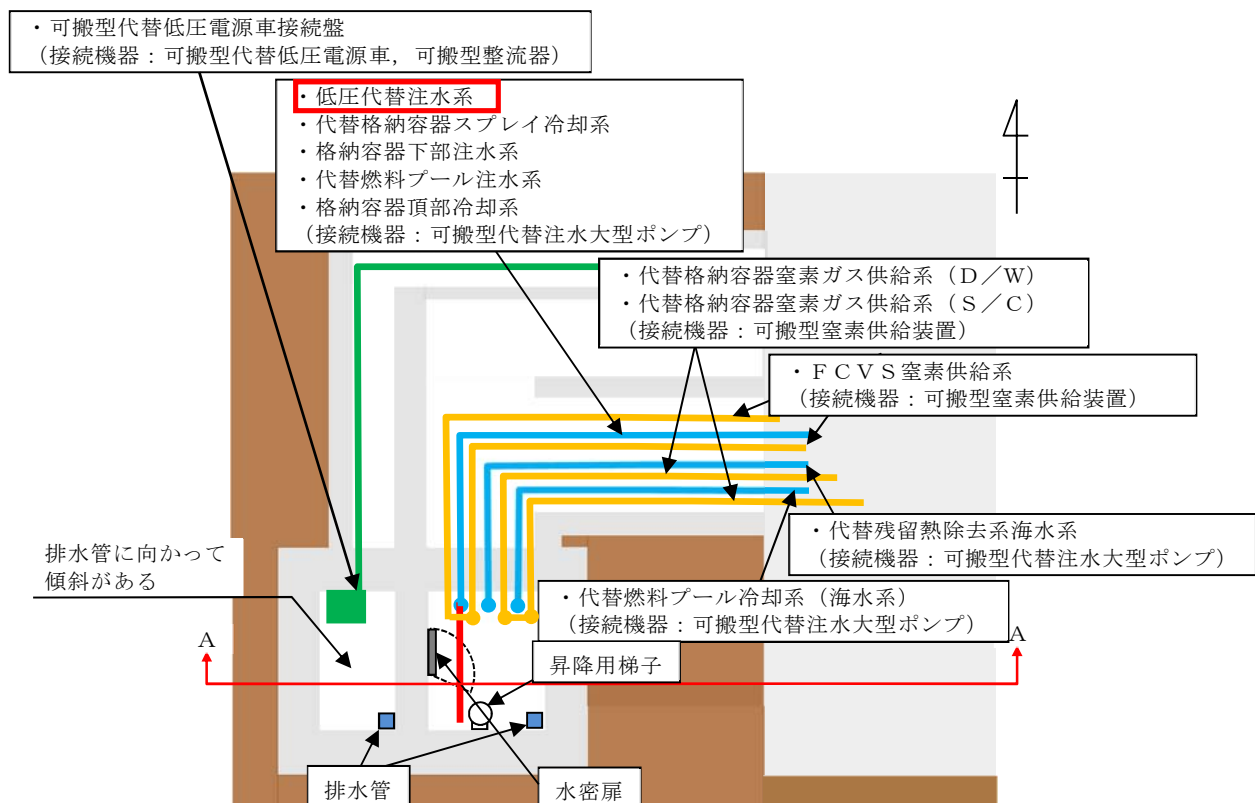 ・可搬型代替低圧電源車接続盤
(接続機器:可搬型代替低圧電源車,可搬型整流器)
・低圧代替注水系
・代替格納容器スプレイ冷却系
・格納容器下部注水系
・代替燃料プール注水系
・格納容器頂部冷却系
(接続機器:可搬型代替注水大型ポンプ)
・代替格納容器窒素ガス供給系(D/W)
・代替格納容器窒素ガス供給系(S/C)
(接続機器:可搬型窒素供給装置)
・FCVS窒素供給系
(接続機器:可搬型窒素供給装置)
・代替残留熱除去系海水系
(接続機器:可搬型代替注水大型ポンプ)
排水管に向かって
傾斜がある
・代替燃料プール冷却系(海水系)
(接続機器:可搬型代替注水大型ポンプ)
A
A
昇降用梯子
排水管
水密扉